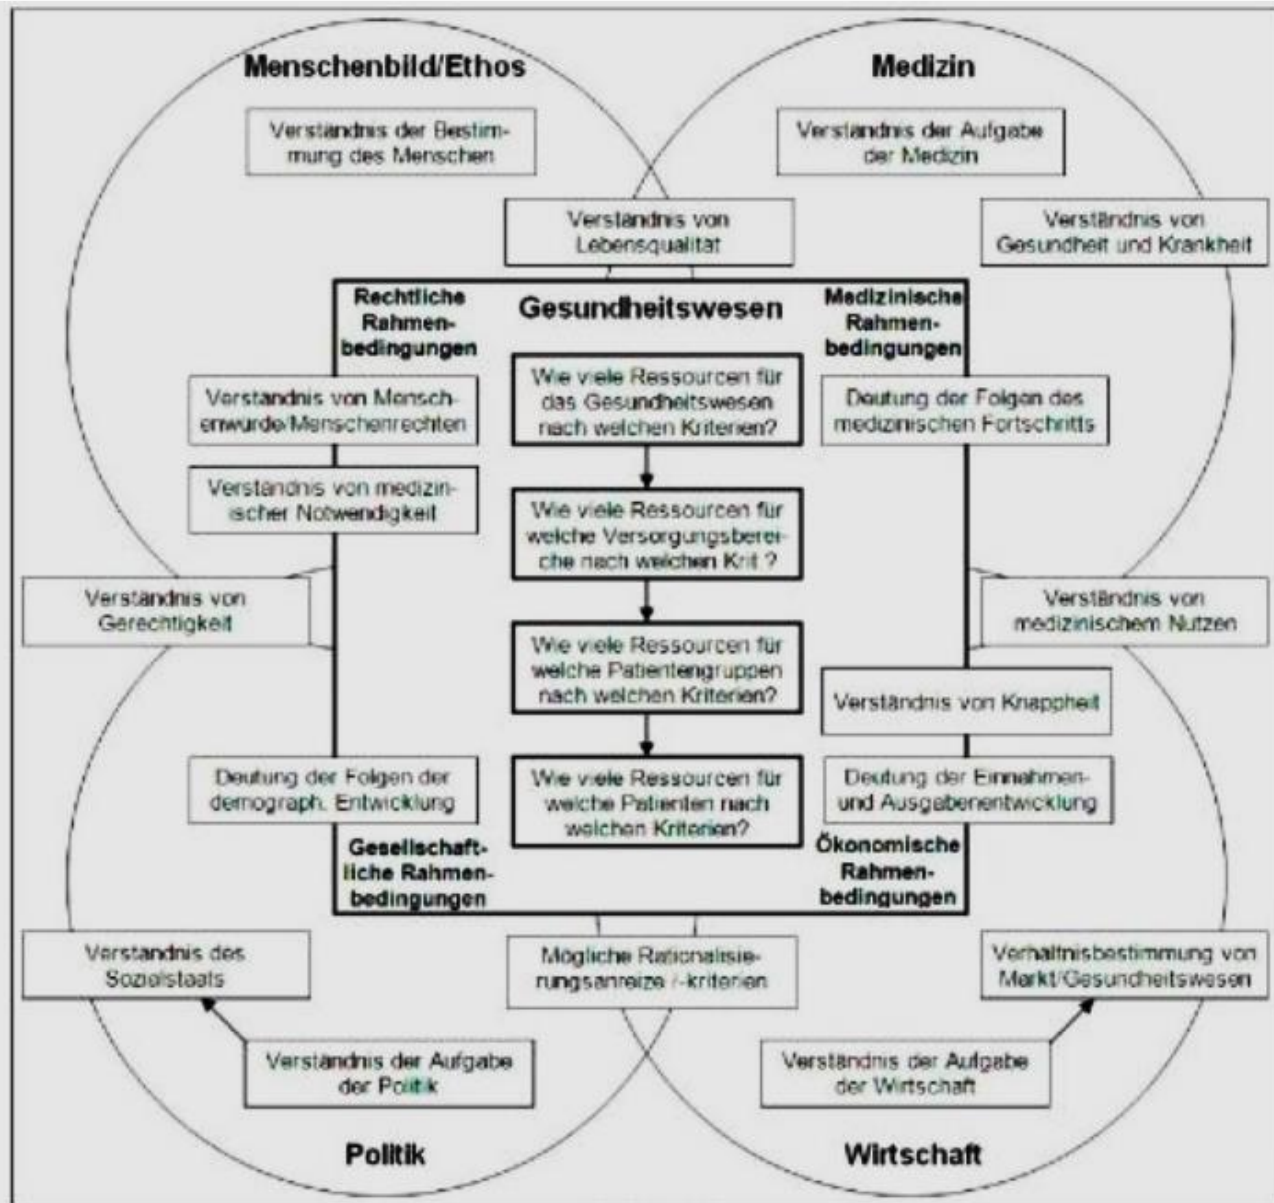 Menschenbild/Ethos
Medizin
Verständnis der Bestim-
mung des Menschen
Verständnis der Aufgabe
der Medizin
Verständnis von
Lebensqualität
Verständnis von
Gesundheit und Krankheit
Rechtliche
Rahmen-
bedingungen
Gesundheitswesen
Medizinische
Rahmen-
bedingungen
Wie viele Ressourcen für
das Gesundheitswesen
nach welchen Kriterien?
Verständnis von Mensch-
enwürde/Menschenrechten
Deutung der Folgen des
medizinischen Fortschritts
Verständnis von medizin-
ischer Notwendigkeit
Wie viele Ressourcen für
welche Versorgungsberei-
che nach welchen Krit ?
Verständnis von
Gerechtigkeit
Verständnis von
medizinischem Nutzen
Wie viele Ressourcen für
welche Patientengruppen
nach welchen Kriterien?
Verständnis von Knappheit
Deutung der Folgen der
demograph. Entwicklung
Wie viele Ressourcen für
welche Patienten nach
welchen Kriterien?
Deutung der Einnahmen-
und Ausgabenentwicklung
Gesellschaft-
liche Rahmen-
bedingungen
Ökonomische
Rahmen-
bedingungen
Verständnis des
Sozialstaats
Mögliche Rationalisie-
rungsanreize /-kriterien
Verhältnisbestimmung von
Markt/Gesundheitswesen
Verständnis der Aufgabe
der Politik
Verständnis der Aufgabe
der Wirtschaft
Politik
Wirtschaft